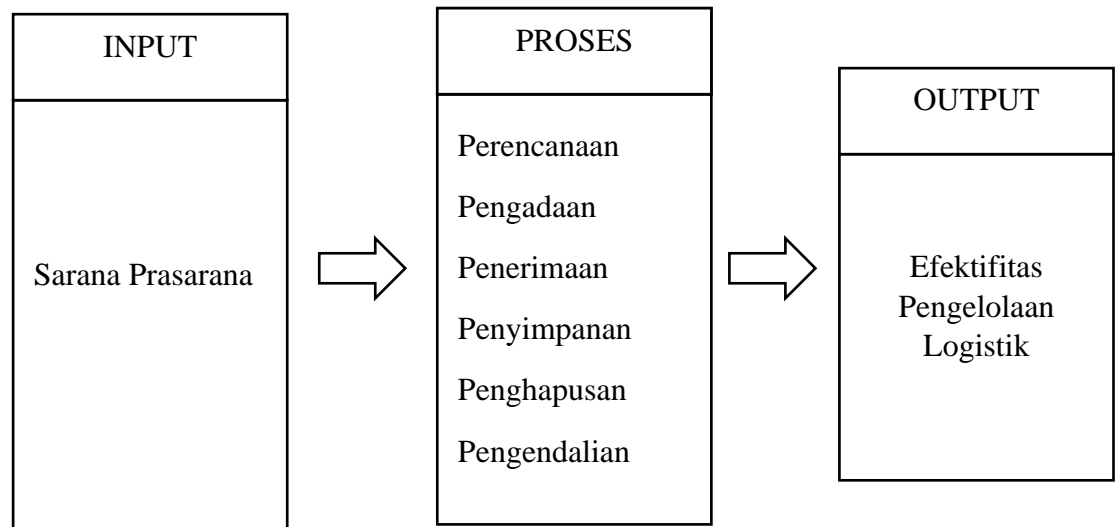 INPUT
Sarana Prasarana
PROSES
Perencanaan
Pengadaan
Penerimaan
Penyimpanan
Penghapusan
Pengendalian
OUTPUT
Efektifitas
Pengelolaan
Logistik